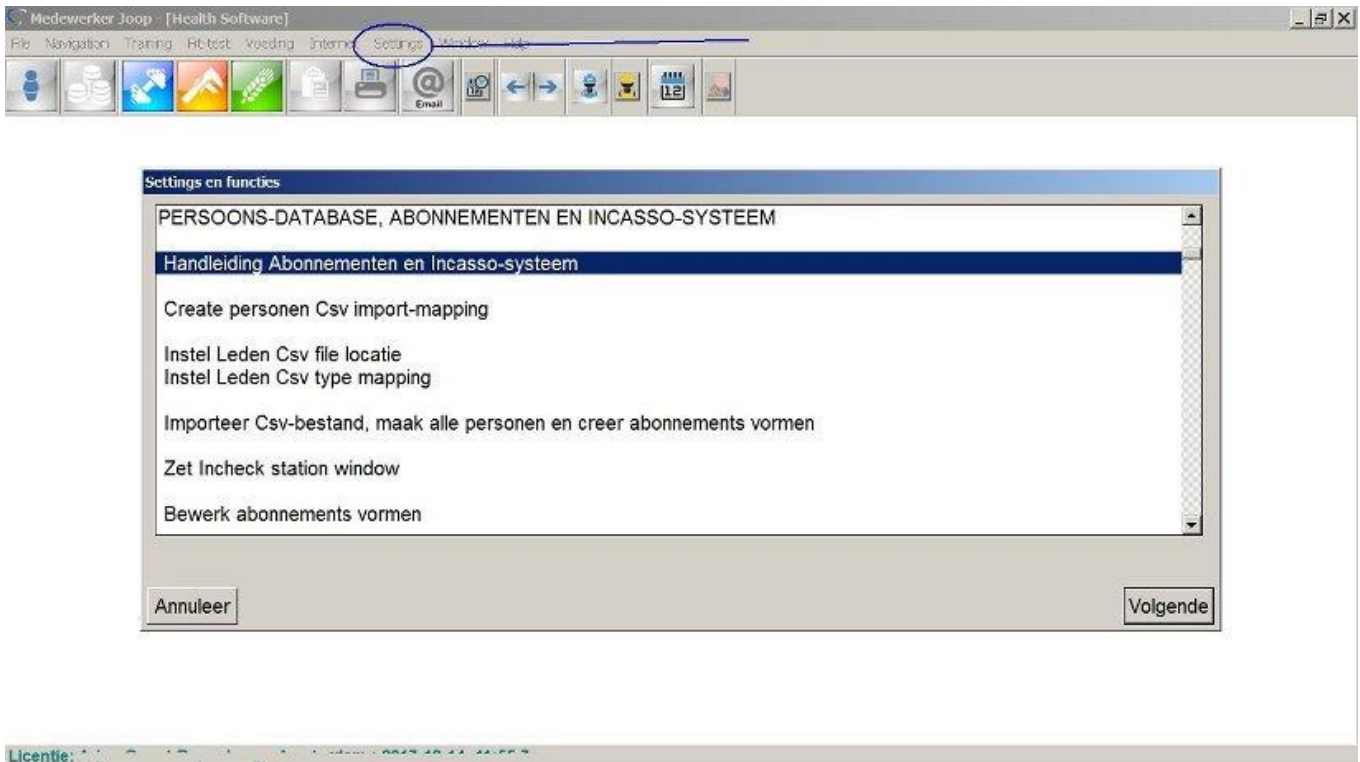 Medewerker Joop - [Health Software]
File Navigation Training Fit-test Voeding Internet Settings Window Help
Email
Settings en functies
PERSOONS-DATABASE, ABONNEMENTEN EN INCASSO-SYSTEEM
Handleiding Abonnementen en Incasso-systeem
Create personen Csv import-mapping
Instel Leden Csv file locatie
Instel Leden Csv type mapping
Importeer Csv-bestand, maak alle personen en creer abonnements vormen
Zet Incheck station window
Bewerk abonnements vormen
Annuleer
Volgende
Licentie: